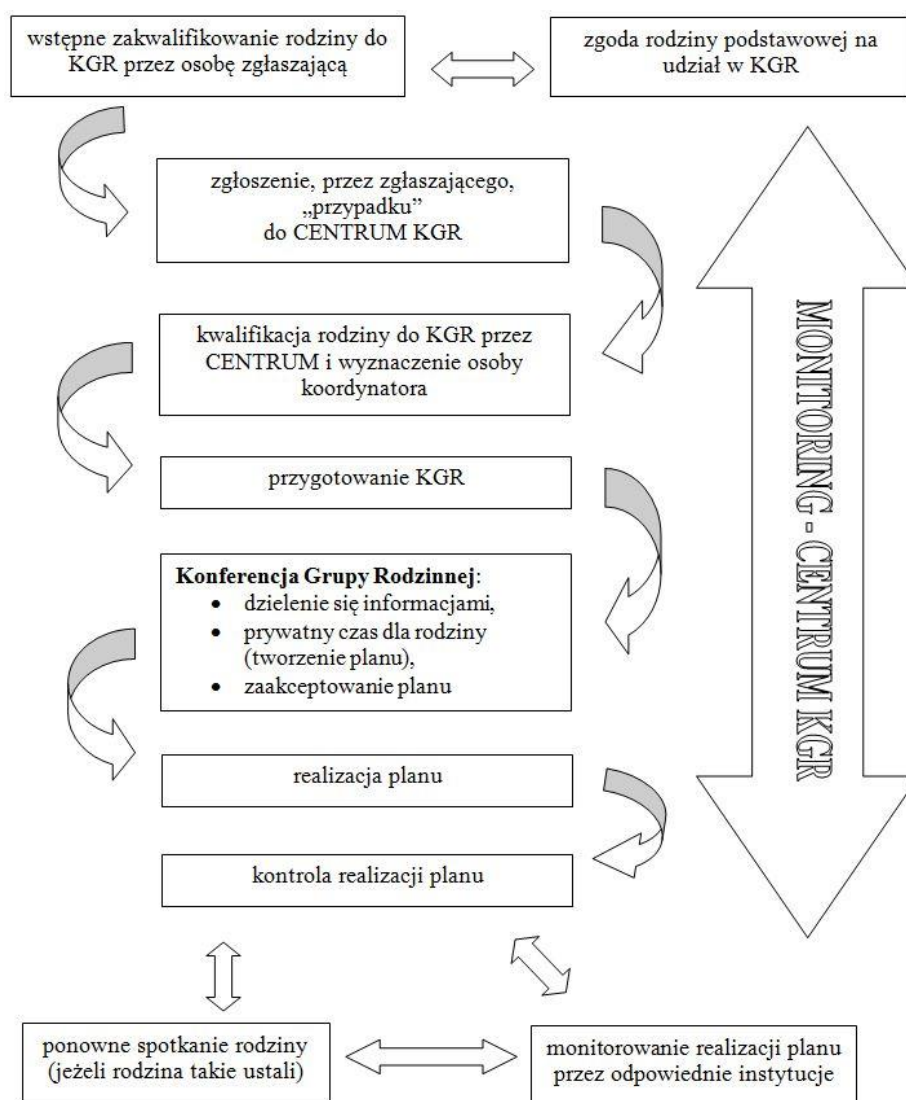 wstępne zakwalifikowanie rodziny do
KGR przez osobę zgłaszającą
zgoda rodziny podstawowej na
udział w KGR
zgłoszenie, przez zgłaszającego,
„przypadku”
do CENTRUM KGR
kwalifikacja rodziny do KGR przez
CENTRUM i wyznaczenie osoby
koordynatora
przygotowanie KGR
Konferencja Grupy Rodzinnej:
• dzielenie się informacjami,
• prywatny czas dla rodziny
(tworzenie planu),
• zaakceptowanie planu
realizacja planu
kontrola realizacji planu
ponowne spotkanie rodziny
(jeżeli rodzina takie ustali)
monitorowanie realizacji planu
przez odpowiednie instytucje
MONITORING - CENTRUM KGR